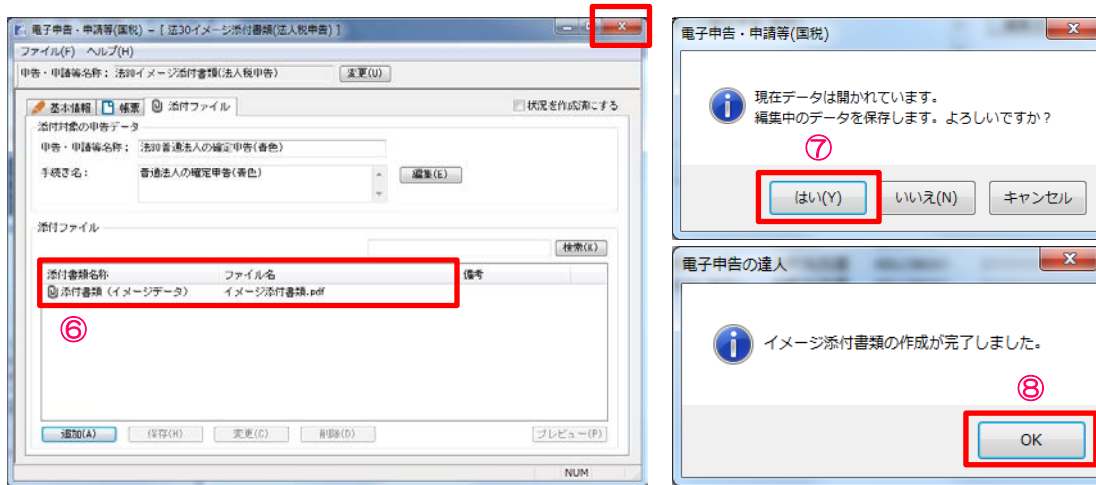 電子申告・申請等(国税) - [ 法30イメージ添付書類(法人税申告) ]
ファイル(F) ヘルプ(H)
申告・申請等名称: 法30イメージ添付書類(法人税申告) 変更(U)
基本情報 帳票 添付ファイル 状況を作成済にする
添付対象の申告データ
申告・申請等名称: 法30普通法人の確定申告(青色)
手続き名: 普通法人の確定申告(青色) 編集(E)
添付ファイル
検索(K)
添付書類名称 ファイル名 備考
添付書類(イメージデータ) イメージ添付書類.pdf
⑥
追加(A) 保存(H) 変更(C) 削除(D) プレビュー(P)
NUM
電子申告・申請等(国税)
現在データは開かれています。
編集中のデータを保存します。よろしいですか?
⑦
はい(Y) いいえ(N) キャンセル
電子申告の達人
イメージ添付書類の作成が完了しました。
⑧
OK